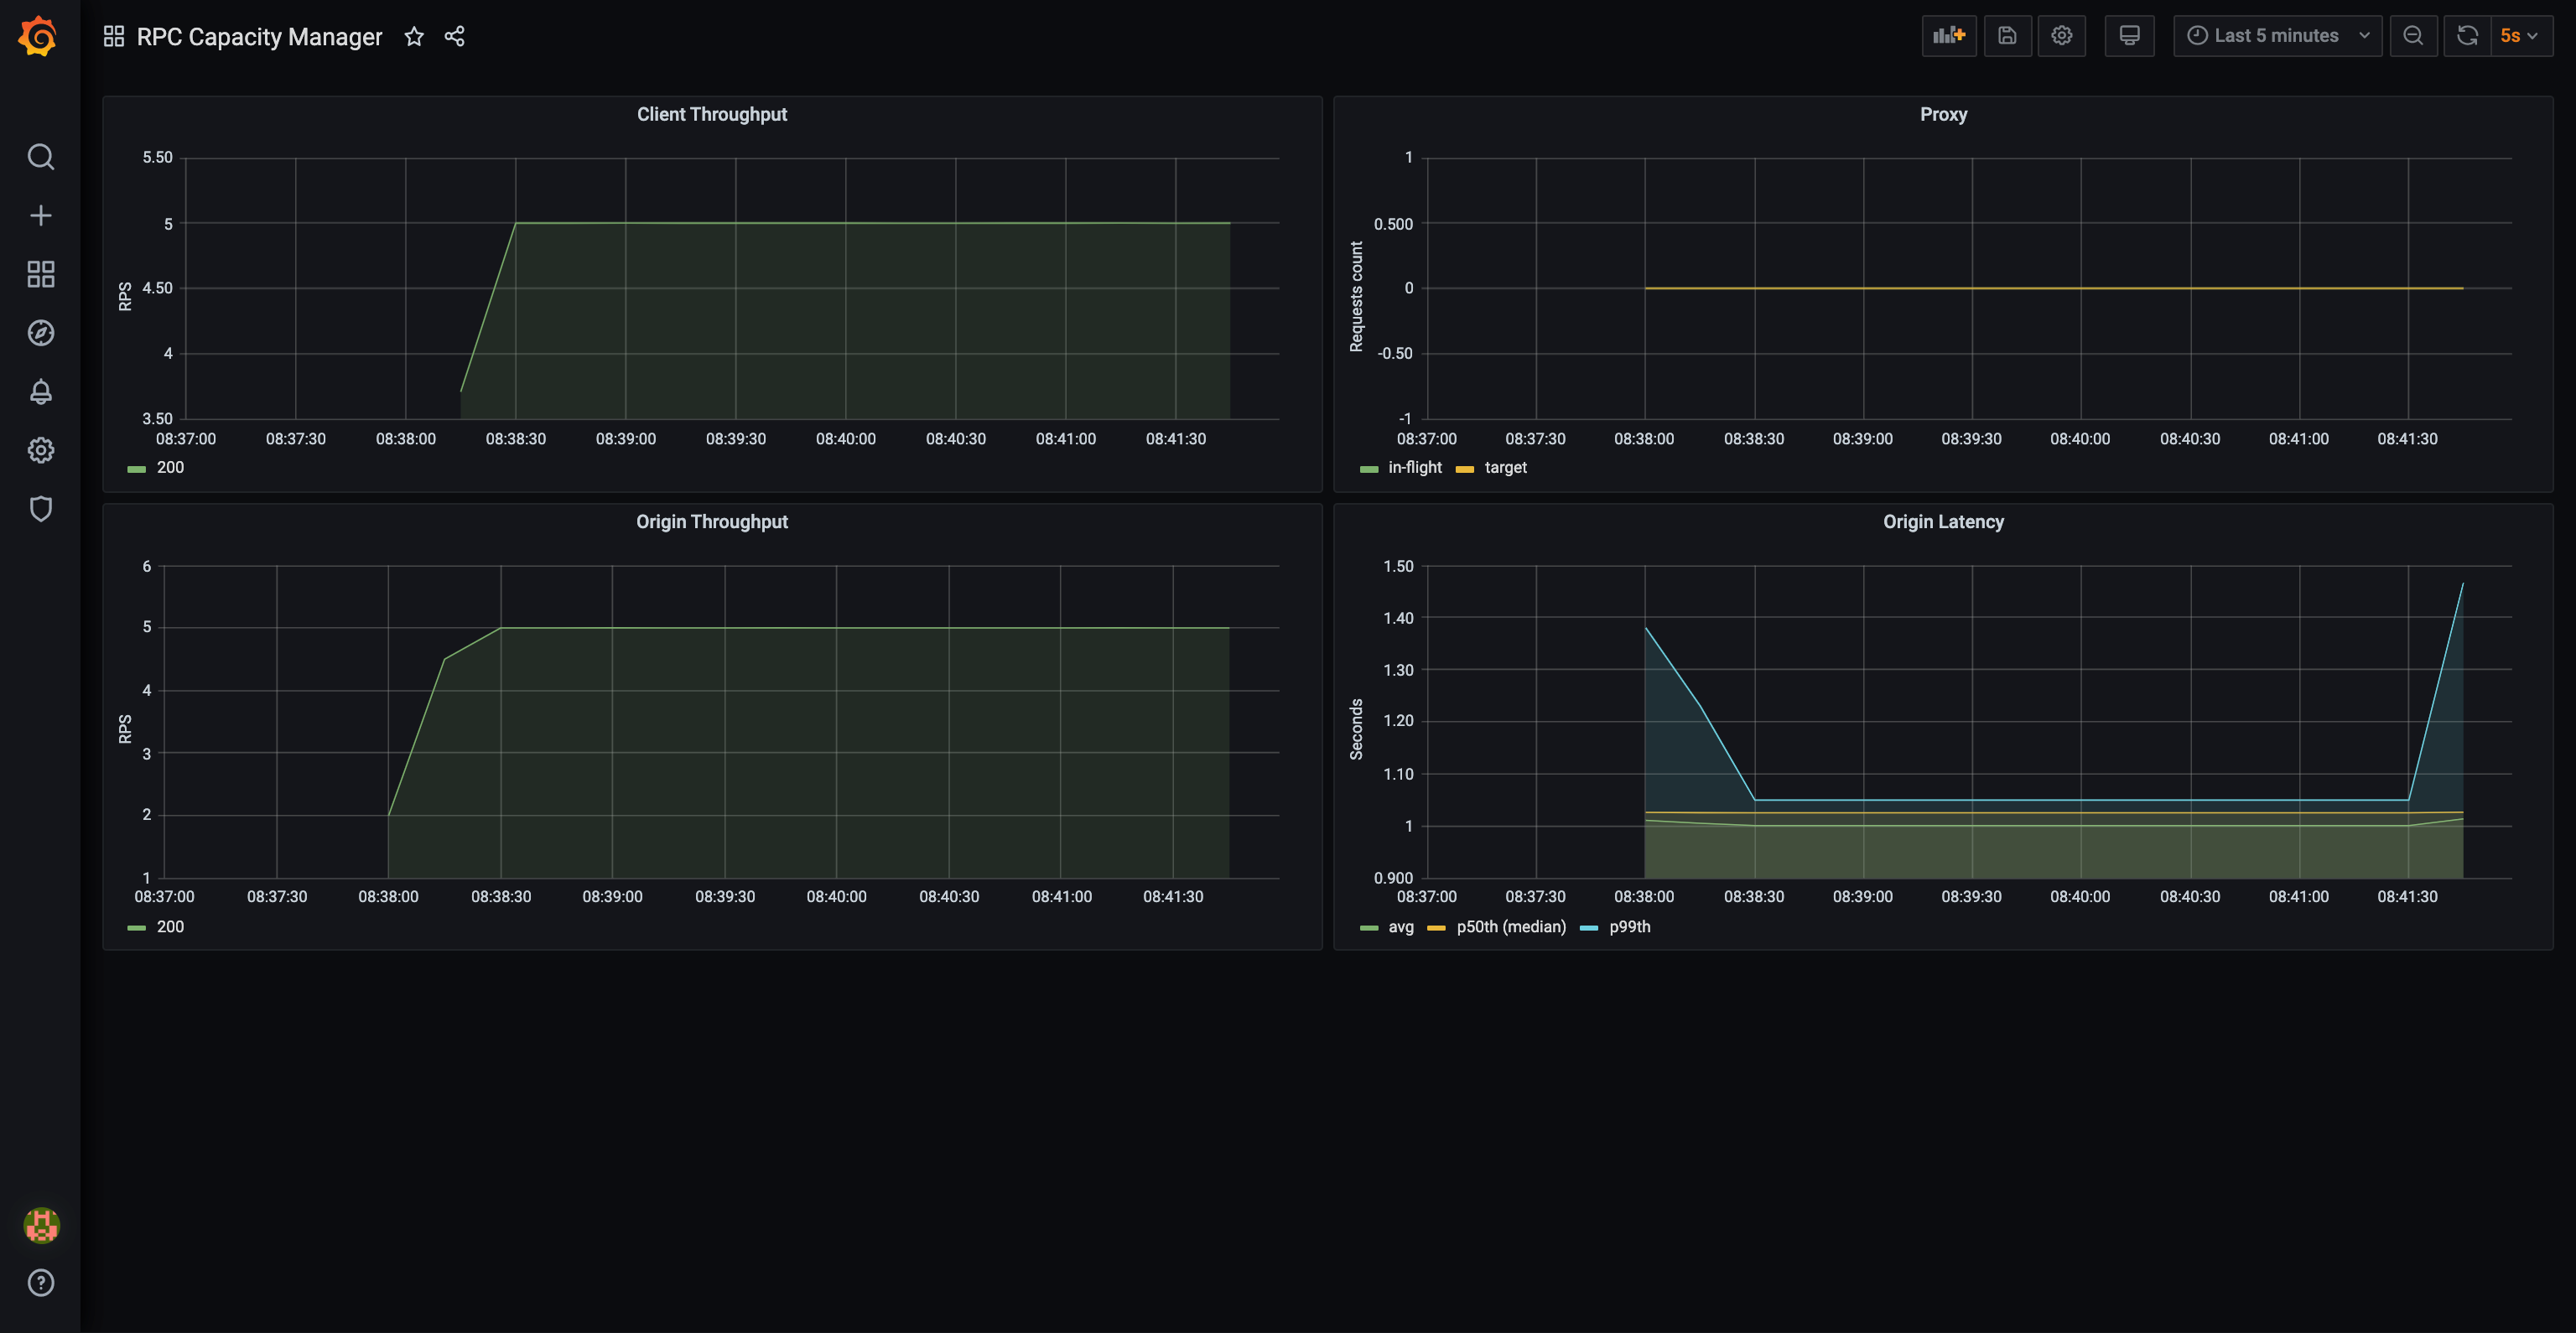 RPC Capacity Manager
Last 5 minutes
5s
Client Throughput
5.50
5
4.50
4
3.50
RPS
08:37:00 08:37:30 08:38:00 08:38:30 08:39:00 08:39:30 08:40:00 08:40:30 08:41:00 08:41:30
200
Proxy
1
0.500
0
-0.50
-1
Requests count
08:37:00 08:37:30 08:38:00 08:38:30 08:39:00 08:39:30 08:40:00 08:40:30 08:41:00 08:41:30
in-flight target
Origin Throughput
6
5
4
3
2
1
RPS
08:37:00 08:37:30 08:38:00 08:38:30 08:39:00 08:39:30 08:40:00 08:40:30 08:41:00 08:41:30
200
Origin Latency
1.50
1.40
1.30
1.20
1.10
1
0.900
Seconds
08:37:00 08:37:30 08:38:00 08:38:30 08:39:00 08:39:30 08:40:00 08:40:30 08:41:00 08:41:30
avg p50th (median) p99th